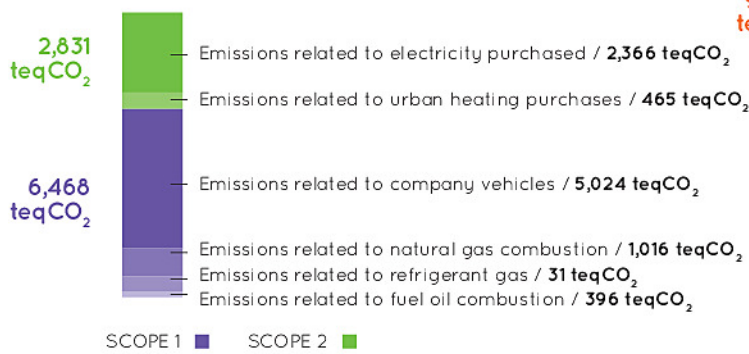 2,831
teqCO₂
Emissions related to electricity purchased / 2,366 teqCO₂
Emissions related to urban heating purchases / 465 teqCO₂
6,468
teqCO₂
Emissions related to company vehicles / 5,024 teqCO₂
Emissions related to natural gas combustion / 1,016 teqCO₂
Emissions related to refrigerant gas / 31 teqCO₂
Emissions related to fuel oil combustion / 396 teqCO₂
SCOPE 1 SCOPE 2